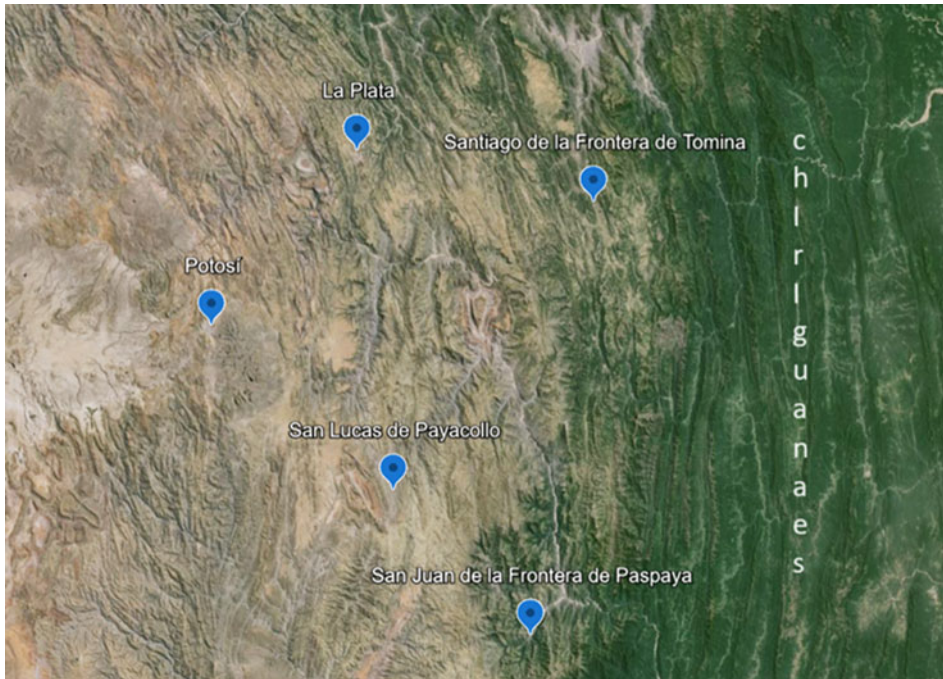 La Plata
Santiago de la Frontera de Tomina
Potosí
San Lucas de Payacollo
San Juan de la Frontera de Paspaya
chIrIguanaes